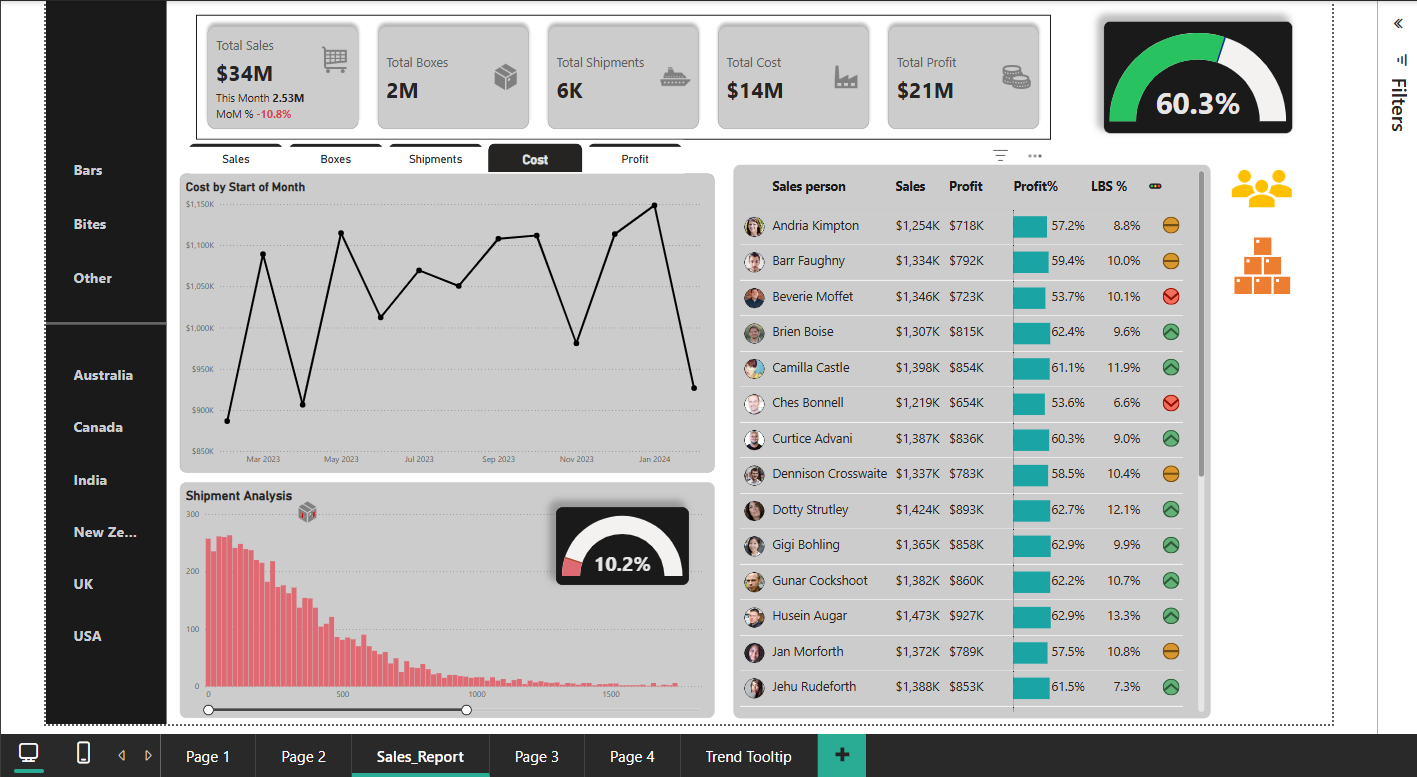 Total Sales
$34M
This Month 2.53M
MoM % -10.8%
Total Boxes
2M
Total Shipments
6K
Total Cost
$14M
Total Profit
$21M
60.3%
Filters
Bars
Bites
Other
Australia
Canada
India
New Ze...
UK
USA
Sales Boxes Shipments Cost Profit
Cost by Start of Month
$1,150K
$1,100K
$1,050K
$1,000K
$950K
$900K
$850K
Mar 2023 May 2023 Jul 2023 Sep 2023 Nov 2023 Jan 2024
Shipment Analysis
300
200
100
0
0 500 1000 1500
10.2%
Sales person Sales Profit Profit% LBS %
Andria Kimpton $1,254K $718K 57.2% 8.8%
Barr Faughny $1,334K $792K 59.4% 10.0%
Beverie Moffet $1,346K $723K 53.7% 10.1%
Brien Boise $1,307K $815K 62.4% 9.6%
Camilla Castle $1,398K $854K 61.1% 11.9%
Ches Bonnell $1,219K $654K 53.6% 6.6%
Curtice Advani $1,387K $836K 60.3% 9.0%
Dennison Crosswaite $1,337K $783K 58.5% 10.4%
Dotty Strutley $1,424K $893K 62.7% 12.1%
Gigi Bohling $1,365K $858K 62.9% 9.9%
Gunar Cockshoot $1,382K $860K 62.2% 10.7%
Husein Augar $1,473K $927K 62.9% 13.3%
Jan Morforth $1,372K $789K 57.5% 10.8%
Jehu Rudeforth $1,388K $853K 61.5% 7.3%
Page 1 Page 2 Sales_Report Page 3 Page 4 Trend Tooltip +